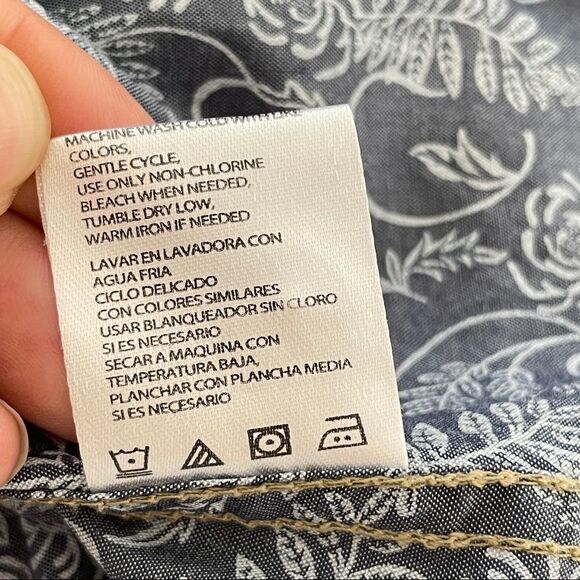 MACHINE WASH COLD WITH LIKE
COLORS,
GENTLE CYCLE,
USE ONLY NON-CHLORINE
BLEACH WHEN NEEDED,
TUMBLE DRY LOW,
WARM IRON IF NEEDED
LAVAR EN LAVADORA CON
AGUA FRIA
CICLO DELICADO
CON COLORES SIMILARES
USAR BLANQUEADOR SIN CLORO
SI ES NECESARIO
SECAR A MAQUINA CON
TEMPERATURA BAJA,
PLANCHAR CON PLANCHA MEDIA
SI ES NECESARIO